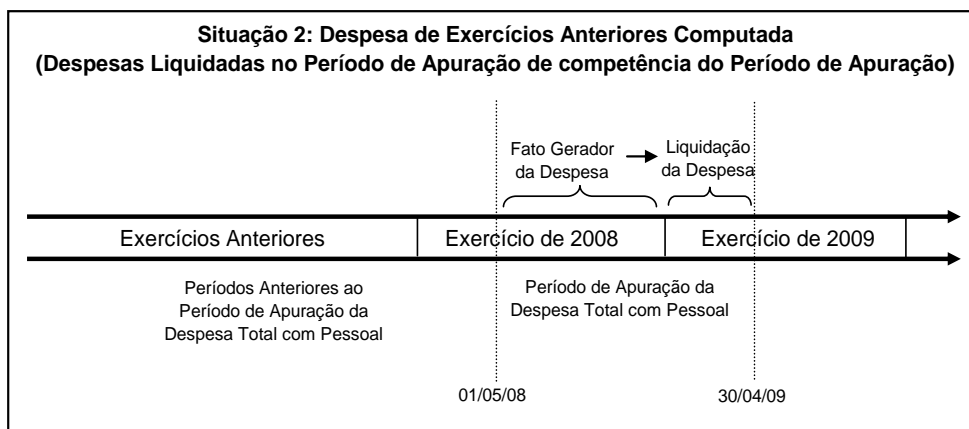 Situação 2: Despesa de Exercícios Anteriores Computada
(Despesas Liquidadas no Período de Apuração de competência do Período de Apuração)
Fato Gerador
da Despesa
Liquidação
da Despesa
Exercícios Anteriores
Exercício de 2008
Exercício de 2009
Períodos Anteriores ao
Período de Apuração da
Despesa Total com Pessoal
Período de Apuração da
Despesa Total com Pessoal
01/05/08
30/04/09